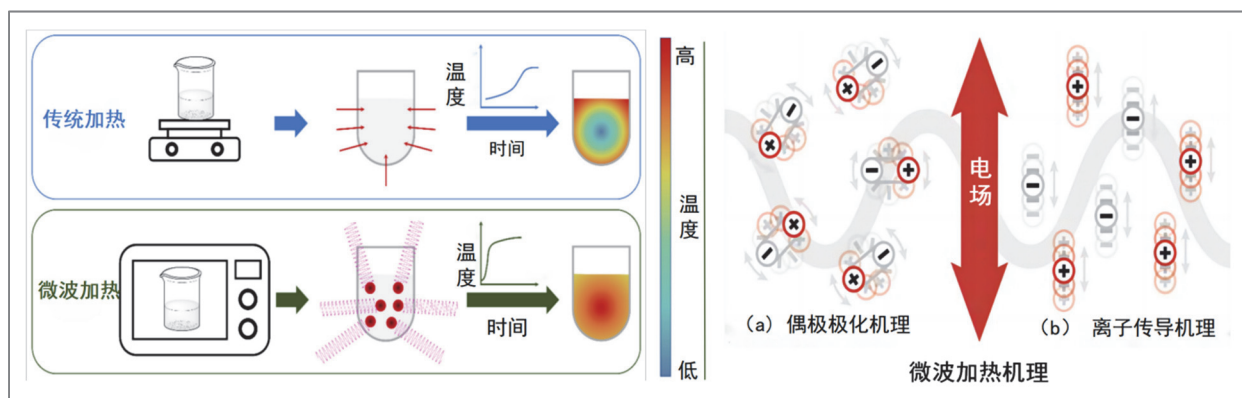 传统加热
温度
时间
微波加热
温度
时间
高
温度
低
电场
(a) 偶极极化机理
(b) 离子传导机理
微波加热机理